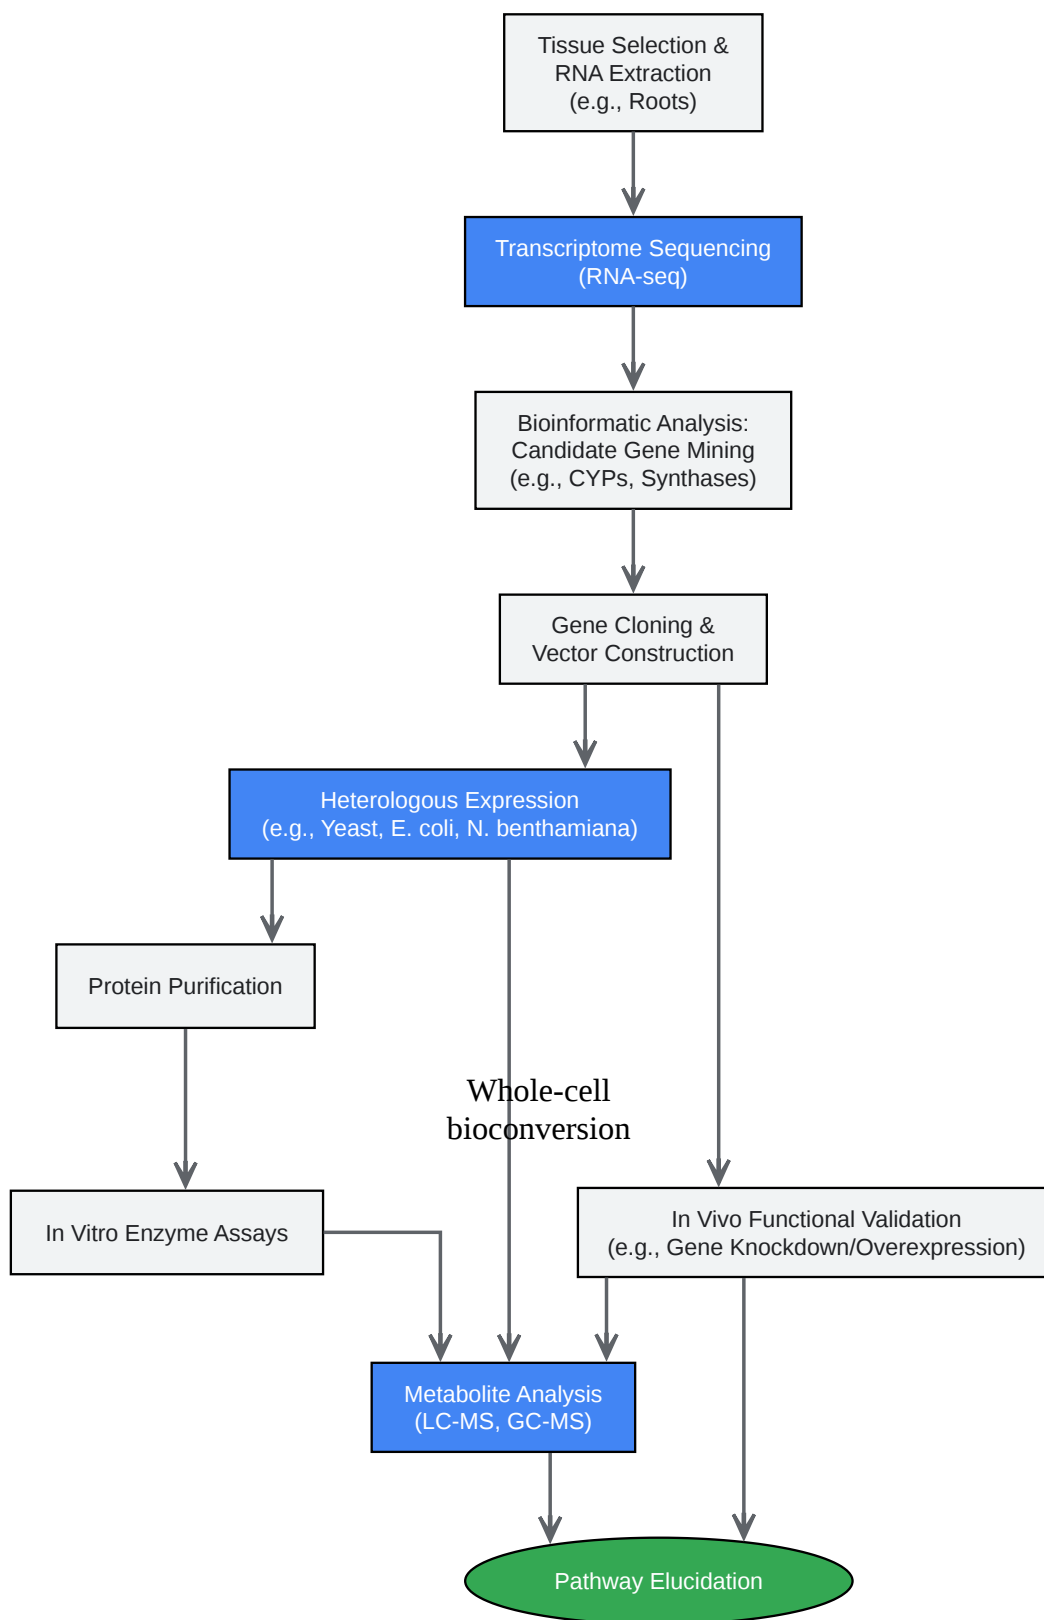 Tissue Selection &
RNA Extraction
(e.g., Roots)
Transcriptome Sequencing
(RNA-seq)
Bioinformatic Analysis:
Candidate Gene Mining
(e.g., CYPs, Synthases)
Gene Cloning &
Vector Construction
Heterologous Expression
(e.g., Yeast, E. coli, N. benthamiana)
Protein Purification
Whole-cell
bioconversion
In Vitro Enzyme Assays
In Vivo Functional Validation
(e.g., Gene Knockdown/Overexpression)
Metabolite Analysis
(LC-MS, GC-MS)
Pathway Elucidation